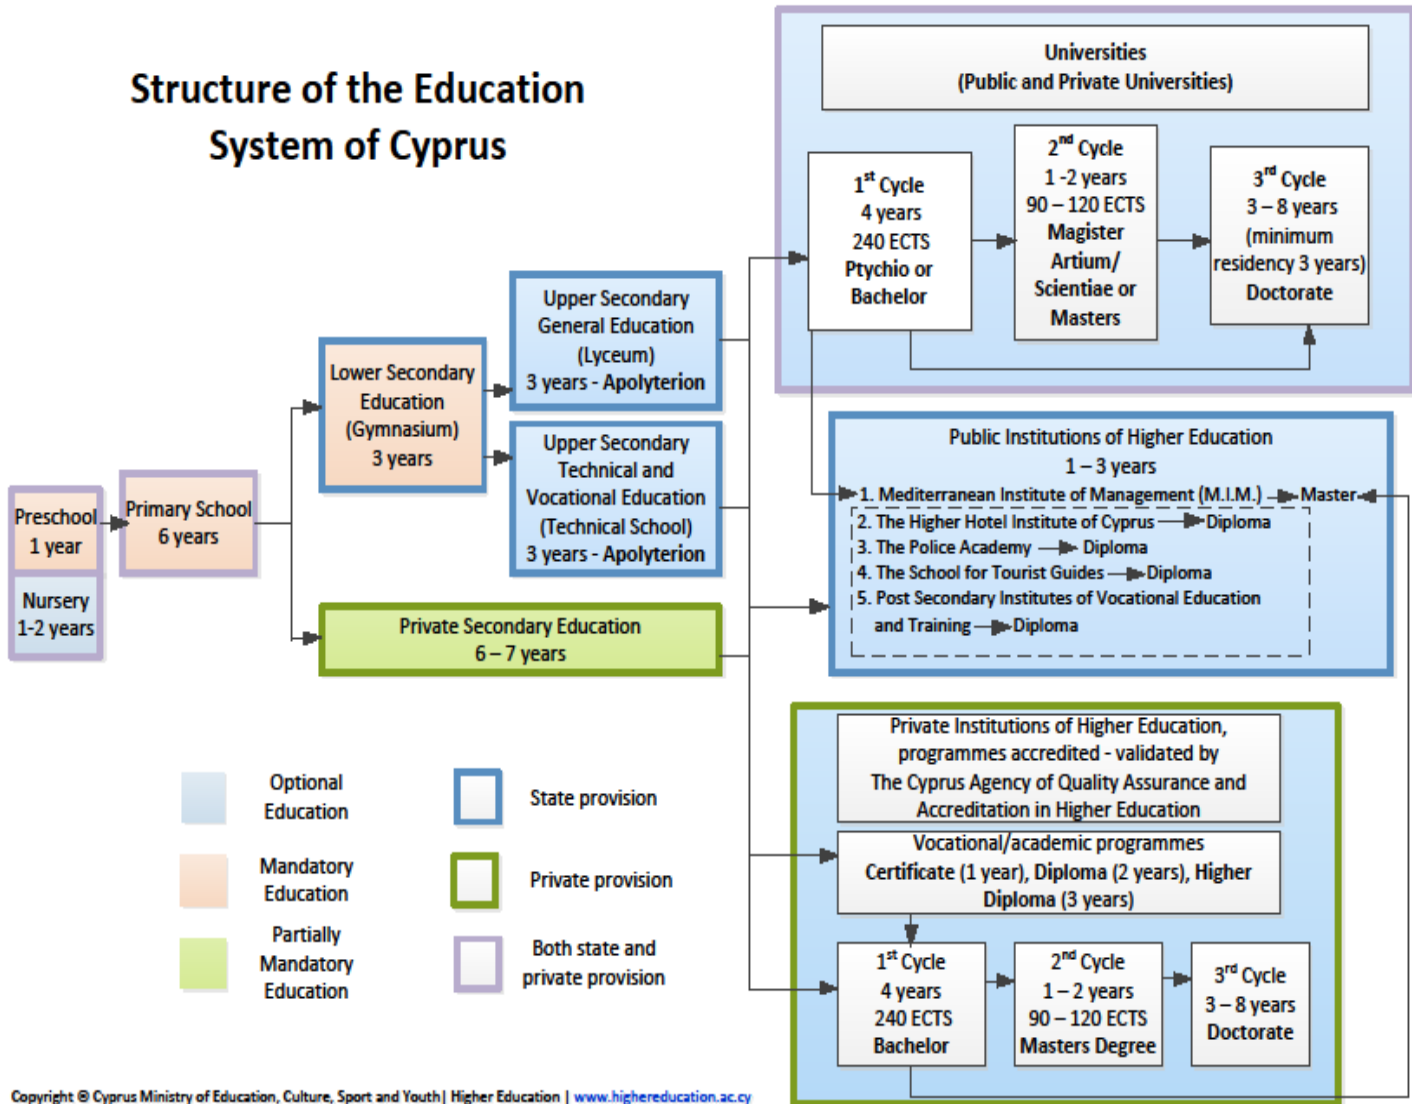 Structure of the Education
System of Cyprus
Universities
(Public and Private Universities)
1st Cycle
4 years
240 ECTS
Ptychio or
Bachelor
2nd Cycle
1 -2 years
90 – 120 ECTS
Magister
Artium/
Scientiae or
Masters
3rd Cycle
3 – 8 years
(minimum
residency 3 years)
Doctorate
Upper Secondary
General Education
(Lyceum)
3 years - Apolyterion
Lower Secondary
Education
(Gymnasium)
3 years
Upper Secondary
Technical and
Vocational Education
(Technical School)
3 years - Apolyterion
Preschool
1 year
Primary School
6 years
Nursery
1-2 years
Private Secondary Education
6 – 7 years
Public Institutions of Higher Education
1 – 3 years
1. Mediterranean Institute of Management (M.I.M.) Master
2. The Higher Hotel Institute of Cyprus Diploma
3. The Police Academy Diploma
4. The School for Tourist Guides Diploma
5. Post Secondary Institutes of Vocational Education
and Training Diploma
Private Institutions of Higher Education,
programmes accredited - validated by
The Cyprus Agency of Quality Assurance and
Accreditation in Higher Education
Vocational/academic programmes
Certificate (1 year), Diploma (2 years), Higher
Diploma (3 years)
1st Cycle
4 years
240 ECTS
Bachelor
2nd Cycle
1 – 2 years
90 – 120 ECTS
Masters Degree
3rd Cycle
3 – 8 years
Doctorate
Optional
Education
State provision
Mandatory
Education
Private provision
Partially
Mandatory
Education
Both state and
private provision
Copyright © Cyprus Ministry of Education, Culture, Sport and Youth| Higher Education | www.highereducation.ac.cy